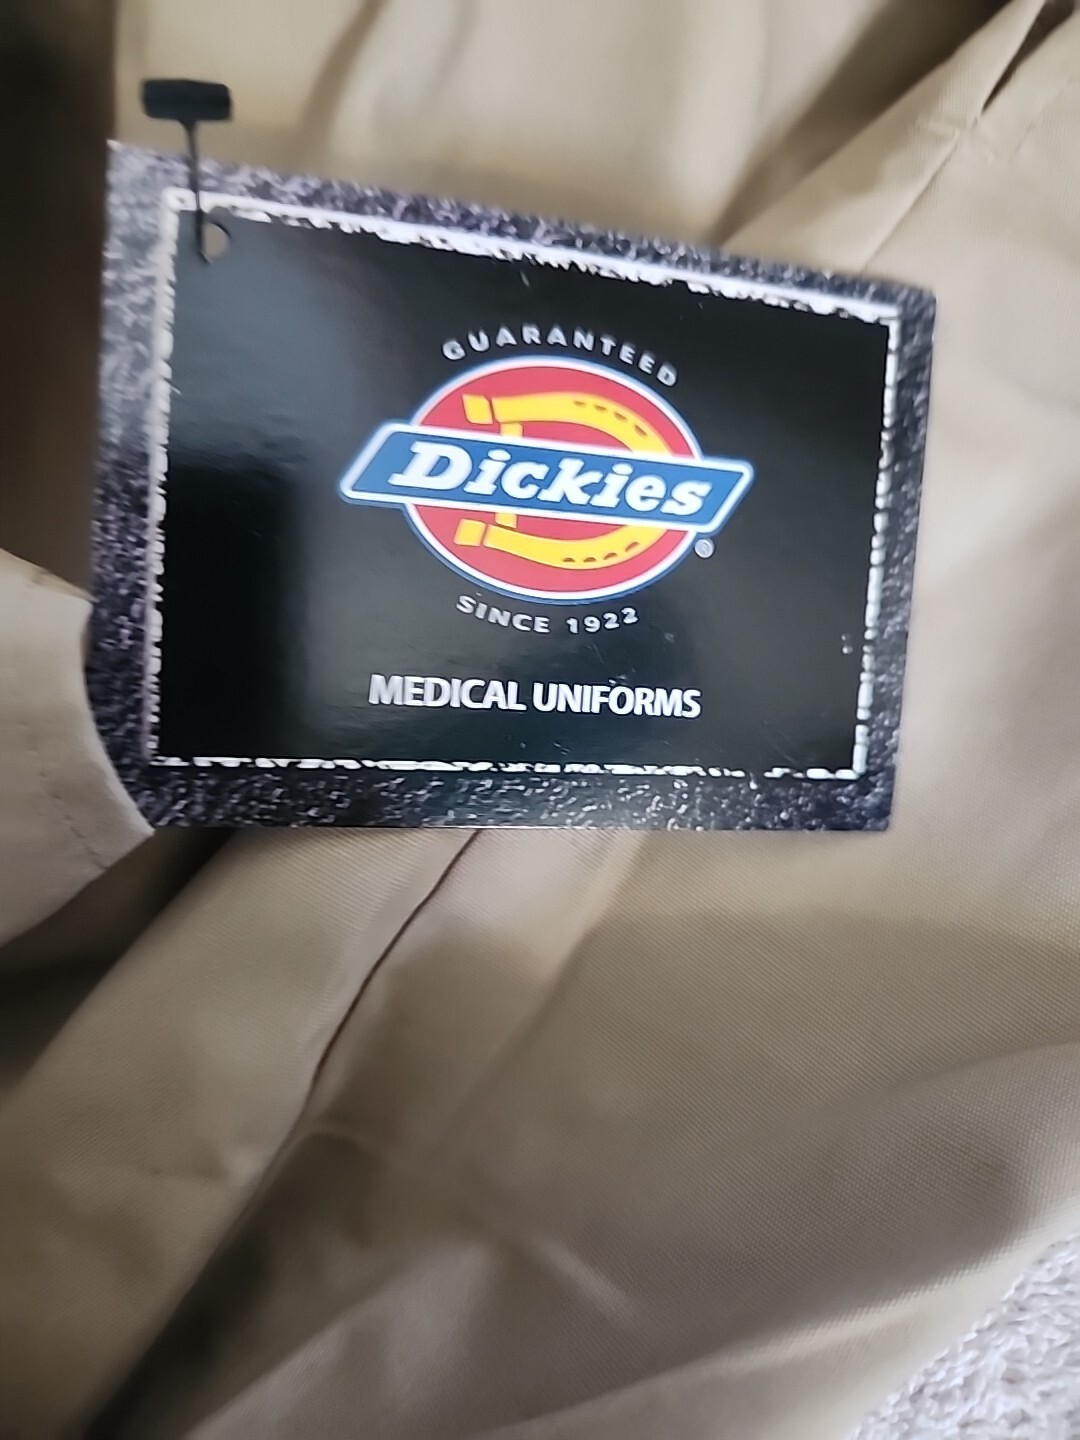 GUARANTEED
Dickies
®
SINCE 1922
MEDICAL UNIFORMS